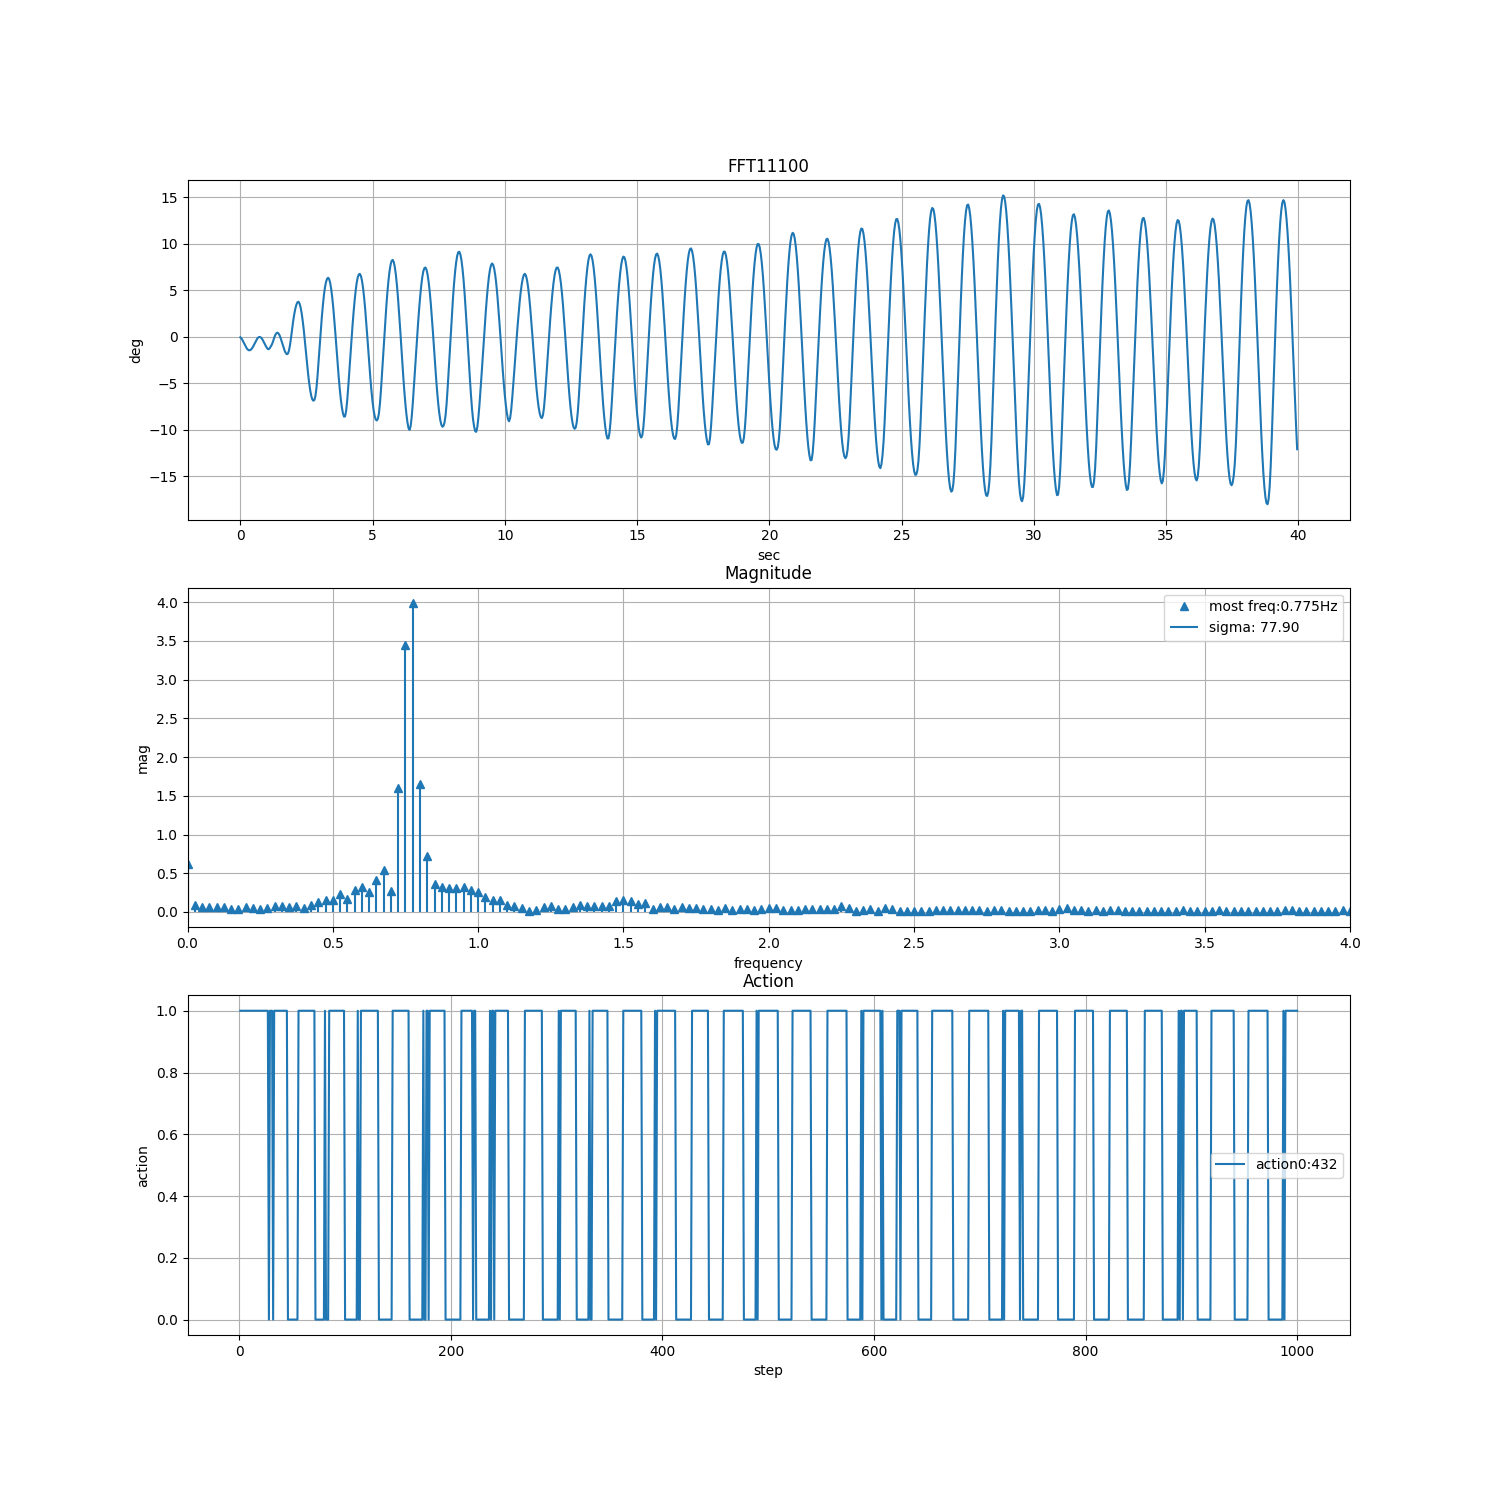 FFT11100
15
10
5
0
−5
−10
−15
deg
0 5 10 15 20 25 30 35 40
sec
Magnitude
4.0
3.5
3.0
2.5
2.0
1.5
1.0
0.5
0.0
mag
most freq:0.775Hz
sigma: 77.90
0.0 0.5 1.0 1.5 2.0 2.5 3.0 3.5 4.0
frequency
Action
1.0
0.8
0.6
0.4
0.2
0.0
action
action0:432
0 200 400 600 800 1000
step